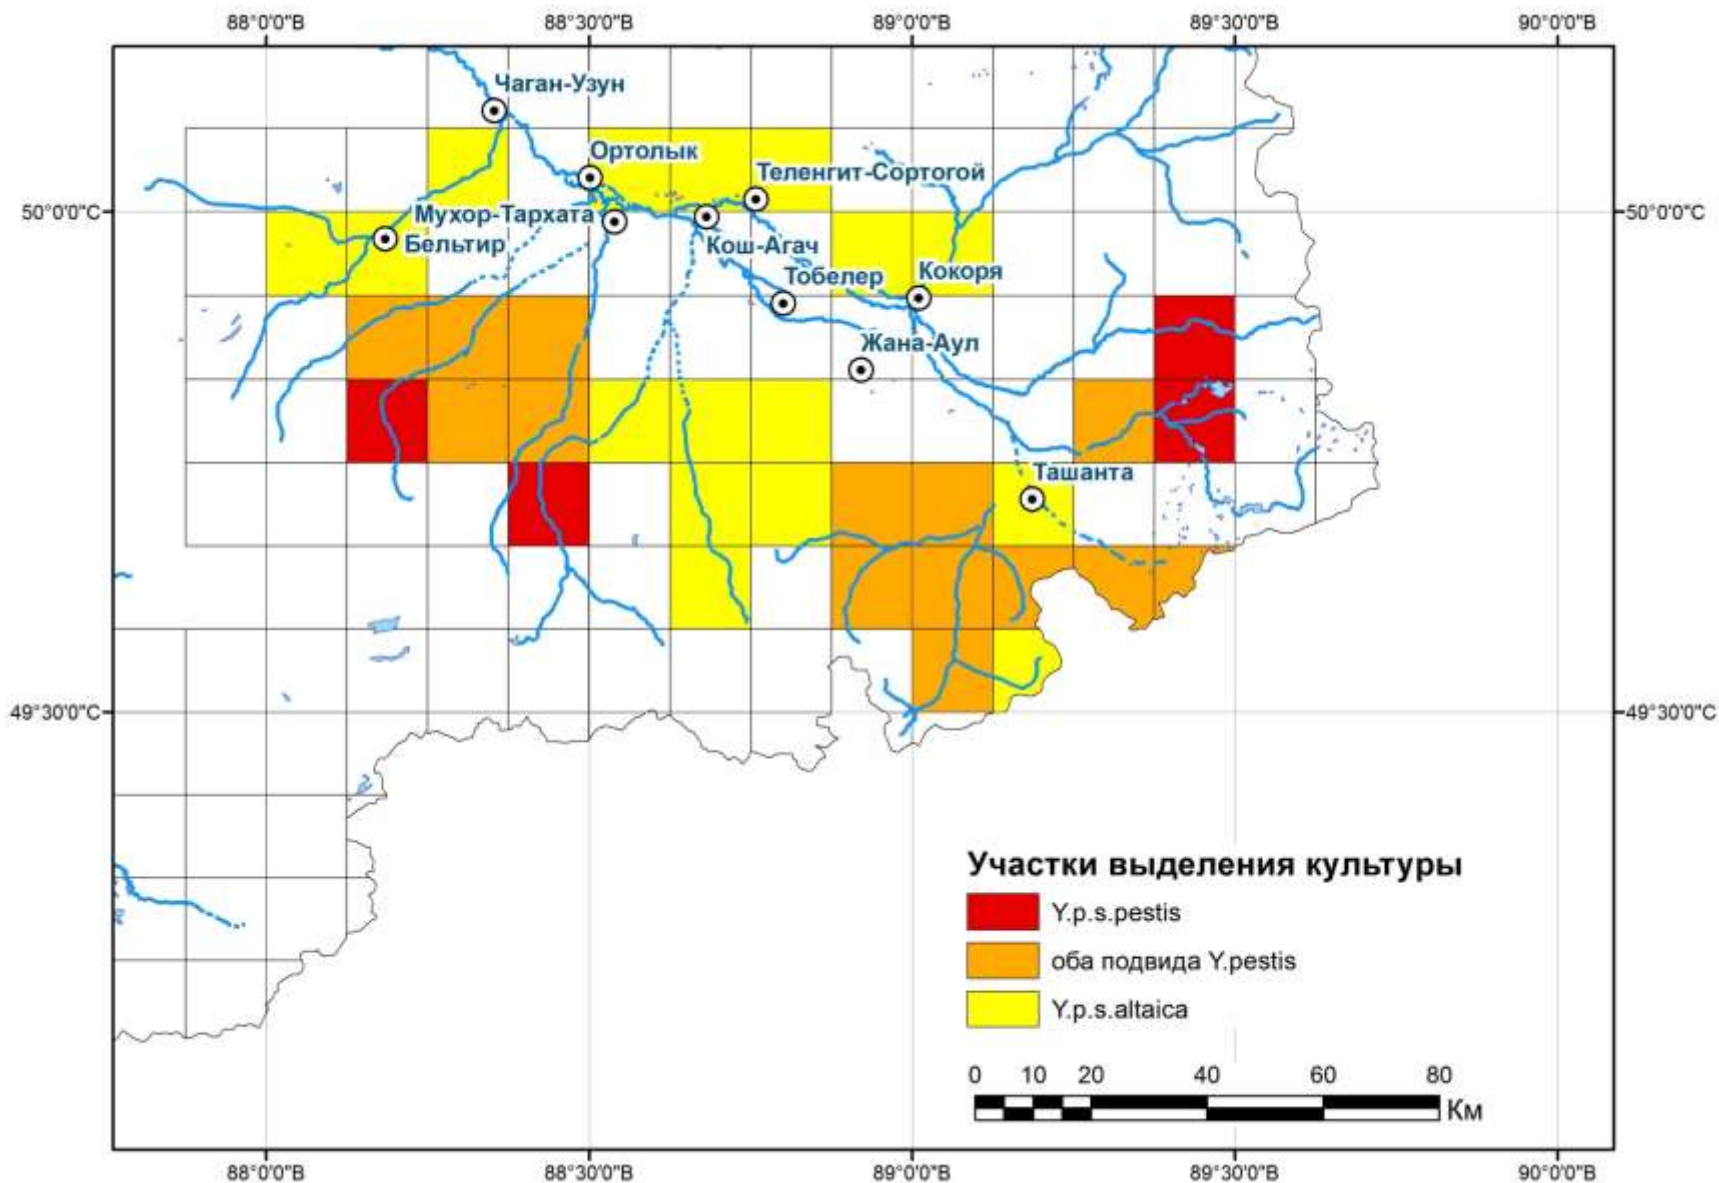 88°0'0"В
88°30'0"В
89°0'0"В
89°30'0"В
90°0'0"В
Чаган-Узун
Ортолык
Теленгит-Сортогой
50°0'0"С
50°0'0"С
Мухор-Тархата
Бельтир
Кош-Агач
Тобелер
Кокоря
Жана-Аул
Ташанта
49°30'0"С
49°30'0"С
Участки выделения культуры
Y.p.s.pestis
оба подвида Y.pestis
Y.p.s.altaica
0 10 20 40 60 80
Км
88°0'0"В
88°30'0"В
89°0'0"В
89°30'0"В
90°0'0"В